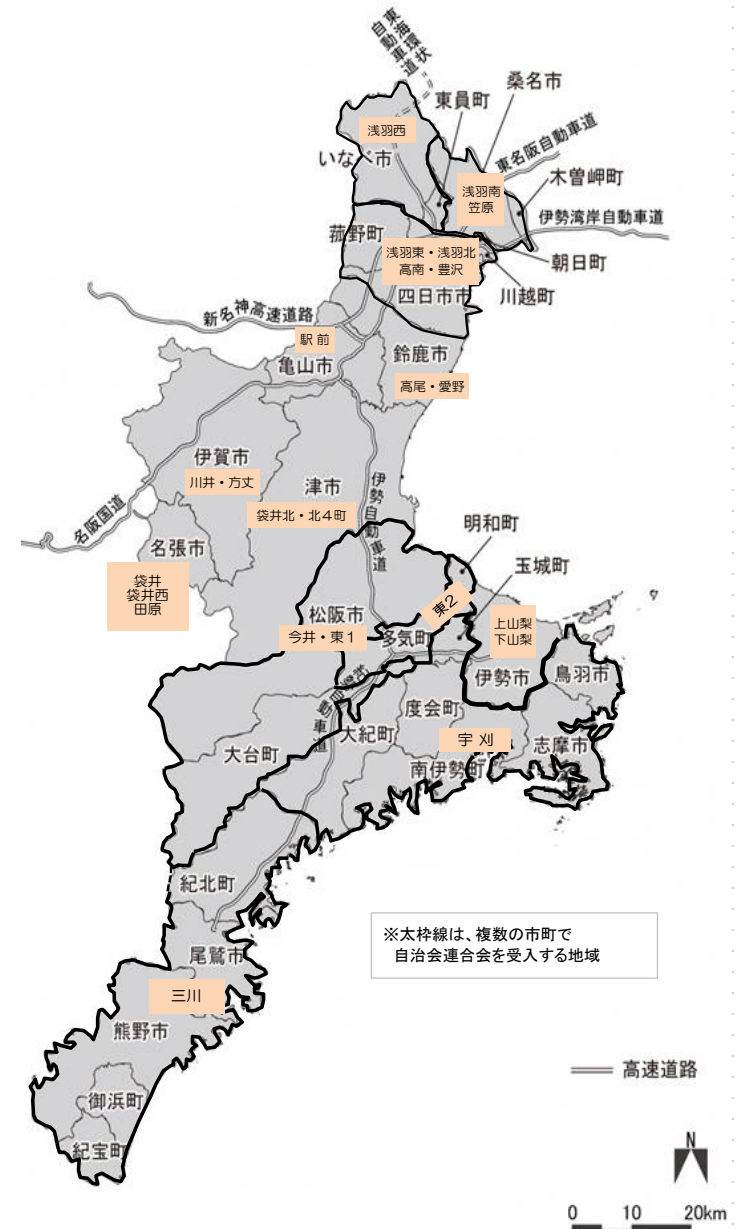 東海環状
自動車道
桑名市
東員町
浅羽西
東名阪自動車道
いなべ市
木曽岬町
浅羽南
笠原
伊勢湾岸自動車道
菰野町
浅羽東・浅羽北
高南・豊沢
朝日町
四日市市
川越町
新名神高速道路
駅前
鈴鹿市
亀山市
高尾・愛野
伊賀市
川井・方丈
津市
伊勢自動車道
袋井北・北4町
名阪国道
明和町
名張市
玉城町
袋井
袋井西
田原
東2
松阪市
上山梨
下山梨
今井・東1
多気町
伊勢市
鳥羽市
自動車道
度会町
大紀町
宇刈
志摩市
大台町
南伊勢町
紀北町
※太枠線は、複数の市町で
自治会連合会を受入する地域
尾鷲市
三川
熊野市
高速道路
御浜町
紀宝町
N
0 10 20km